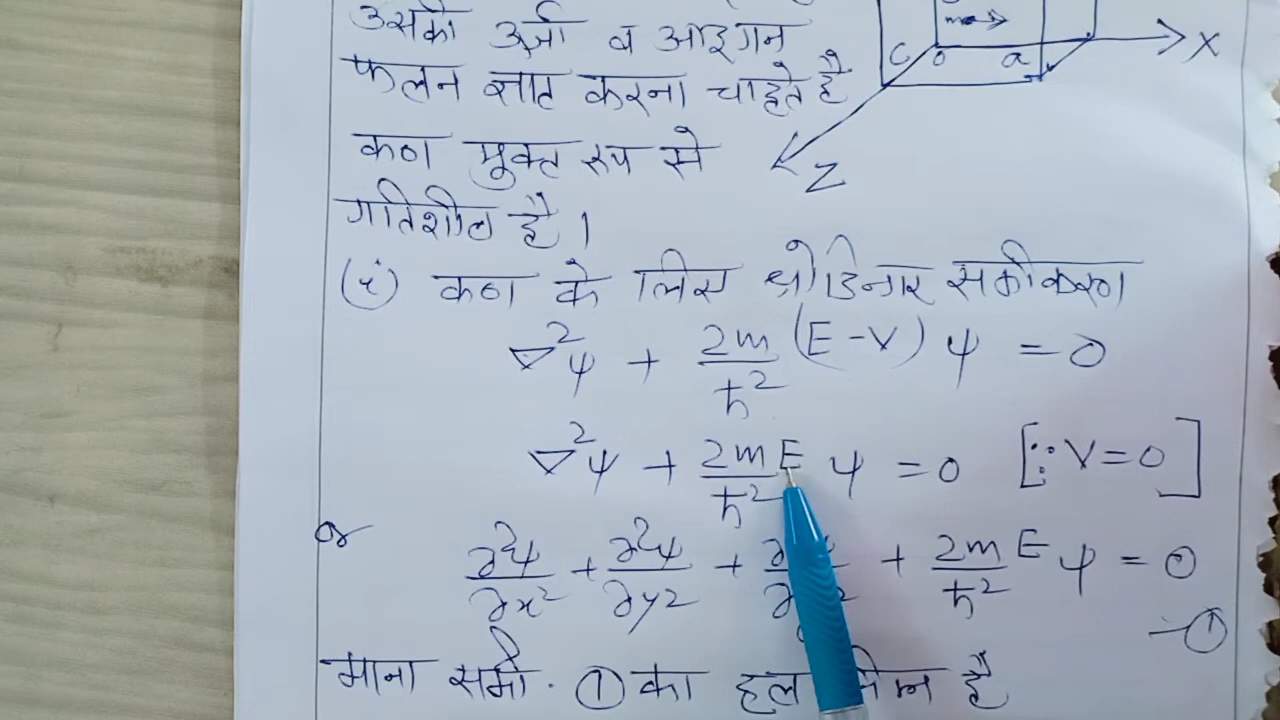 उसकी उर्जा व आइगन
फलन ज्ञात करना चाहते है
कण मुक्त रुप से
गतिशील है।
m
C o a
X
Z
(i) कण के लिए श्रोडिन्गर समीकरण
∇²ψ + 2m/ħ² (E-V) ψ = 0
∇²ψ + 2mE/ħ² ψ = 0 [∵ V=0]
or
∂²ψ/∂x² + ∂²ψ/∂y² + + 2m/ħ² E ψ = 0
— ①
माना समी. ① का हल है